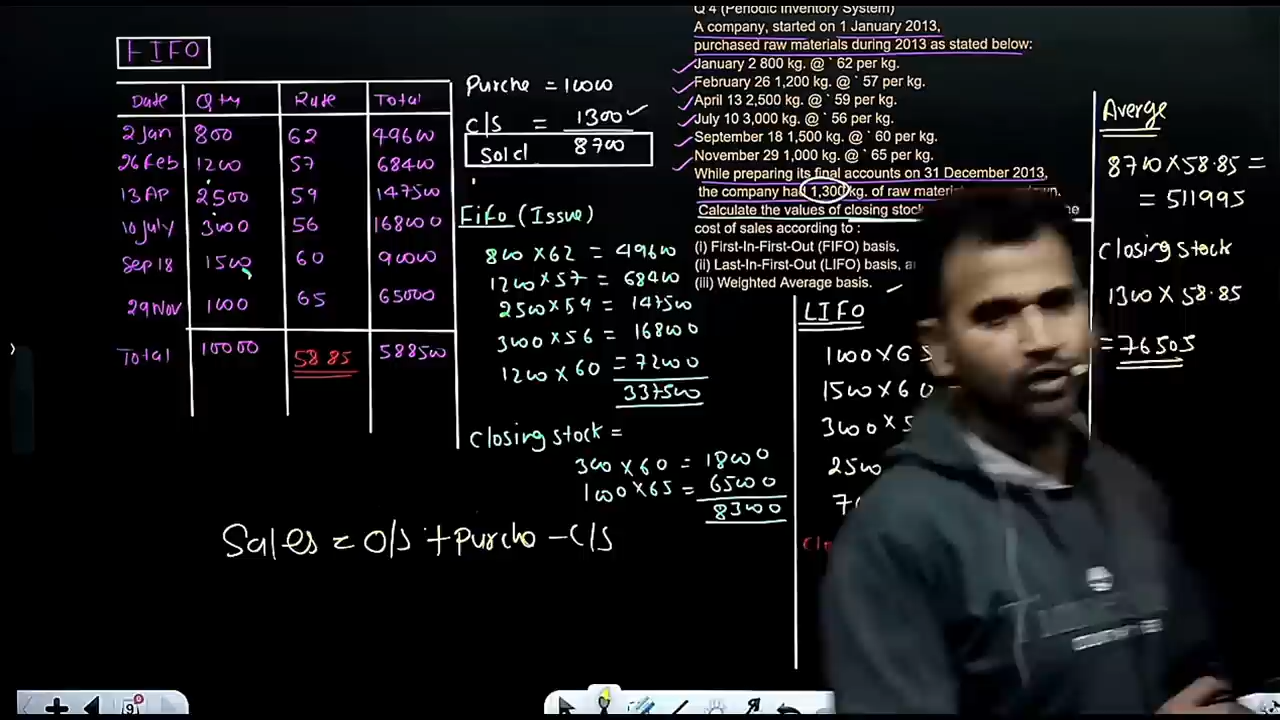 FIFO
Date Qty Rate Total
2 Jan 800 62 49600
26 Feb 1200 57 68400
13 AP 2500 59 147500
10 July 3000 56 168000
Sep 18 1500 60 90000
29 Nov 1000 65 65000
Total 10000 58.85 588500
Purche = 10000
C/S = 1300
Sold 8700
Fifo (Issue)
800 X 62 = 49600
1200 X 57 = 68400
2500 X 59 = 147500
3000 X 56 = 168000
1200 X 60 = 72000
337500
Closing stock =
300 X 60 = 18000
1000 X 65 = 65000
83000
Sales = O/S + Purcha - C/S
Q 4 (Periodic Inventory System)
A company, started on 1 January 2013,
purchased raw materials during 2013 as stated below:
January 2 800 kg. @ ` 62 per kg.
February 26 1,200 kg. @ ` 57 per kg.
April 13 2,500 kg. @ ` 59 per kg.
July 10 3,000 kg. @ ` 56 per kg.
September 18 1,500 kg. @ ` 60 per kg.
November 29 1,000 kg. @ ` 65 per kg.
While preparing its final accounts on 31 December 2013,
the company had 1,300 kg. of raw
Calculate the values of closing stock
cost of sales according to :
(i) First-In-First-Out (FIFO) basis,
(ii) Last-In-First-Out (LIFO) basis,
(iii) Weighted Average basis.
LIFO
1000 X 65
1500 X 60
3000 X 5
2500
Averge
8700 X 58.85 =
= 511995
Closing Stock
1300 X 58.85
= 76505